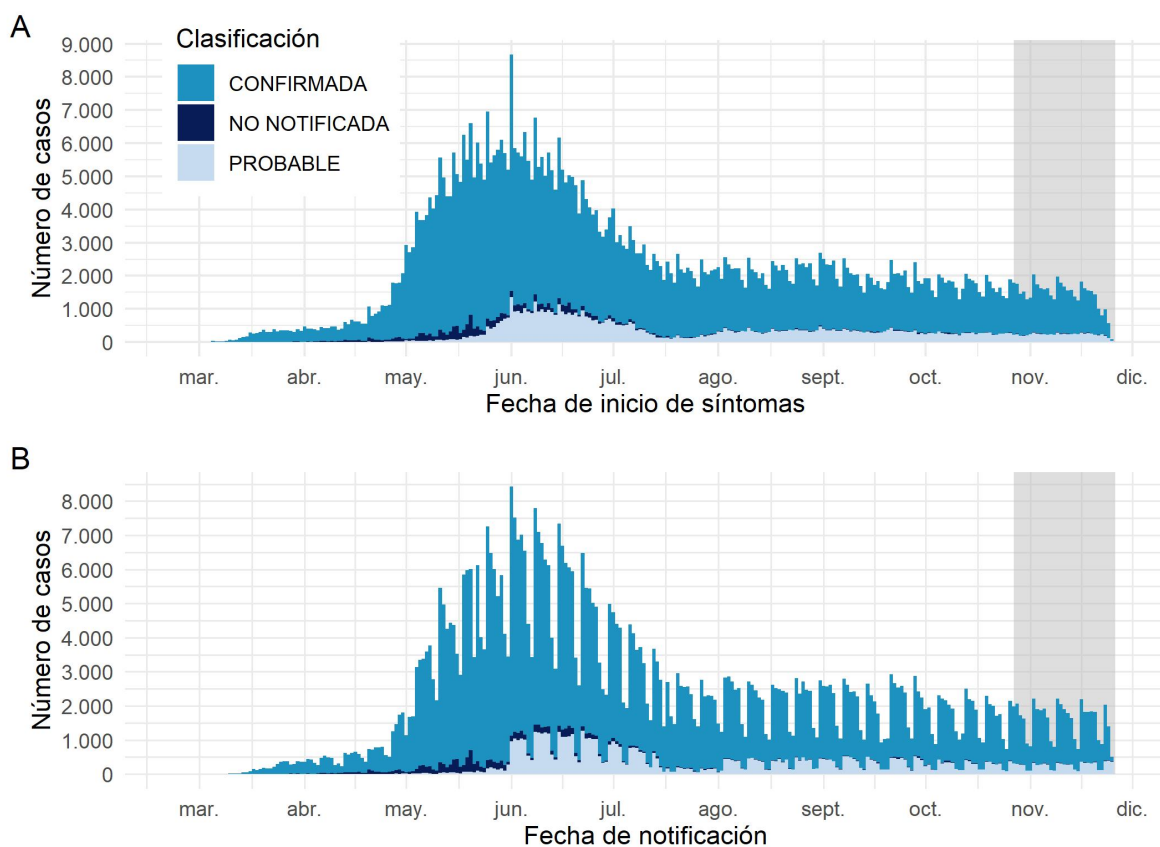 A
Clasificación
CONFIRMADA
NO NOTIFICADA
PROBABLE
Número de casos
9.000
8.000
7.000
6.000
5.000
4.000
3.000
2.000
1.000
0
mar. abr. may. jun. jul. ago. sept. oct. nov. dic.
Fecha de inicio de síntomas
B
Número de casos
8.000
7.000
6.000
5.000
4.000
3.000
2.000
1.000
0
mar. abr. may. jun. jul. ago. sept. oct. nov. dic.
Fecha de notificación